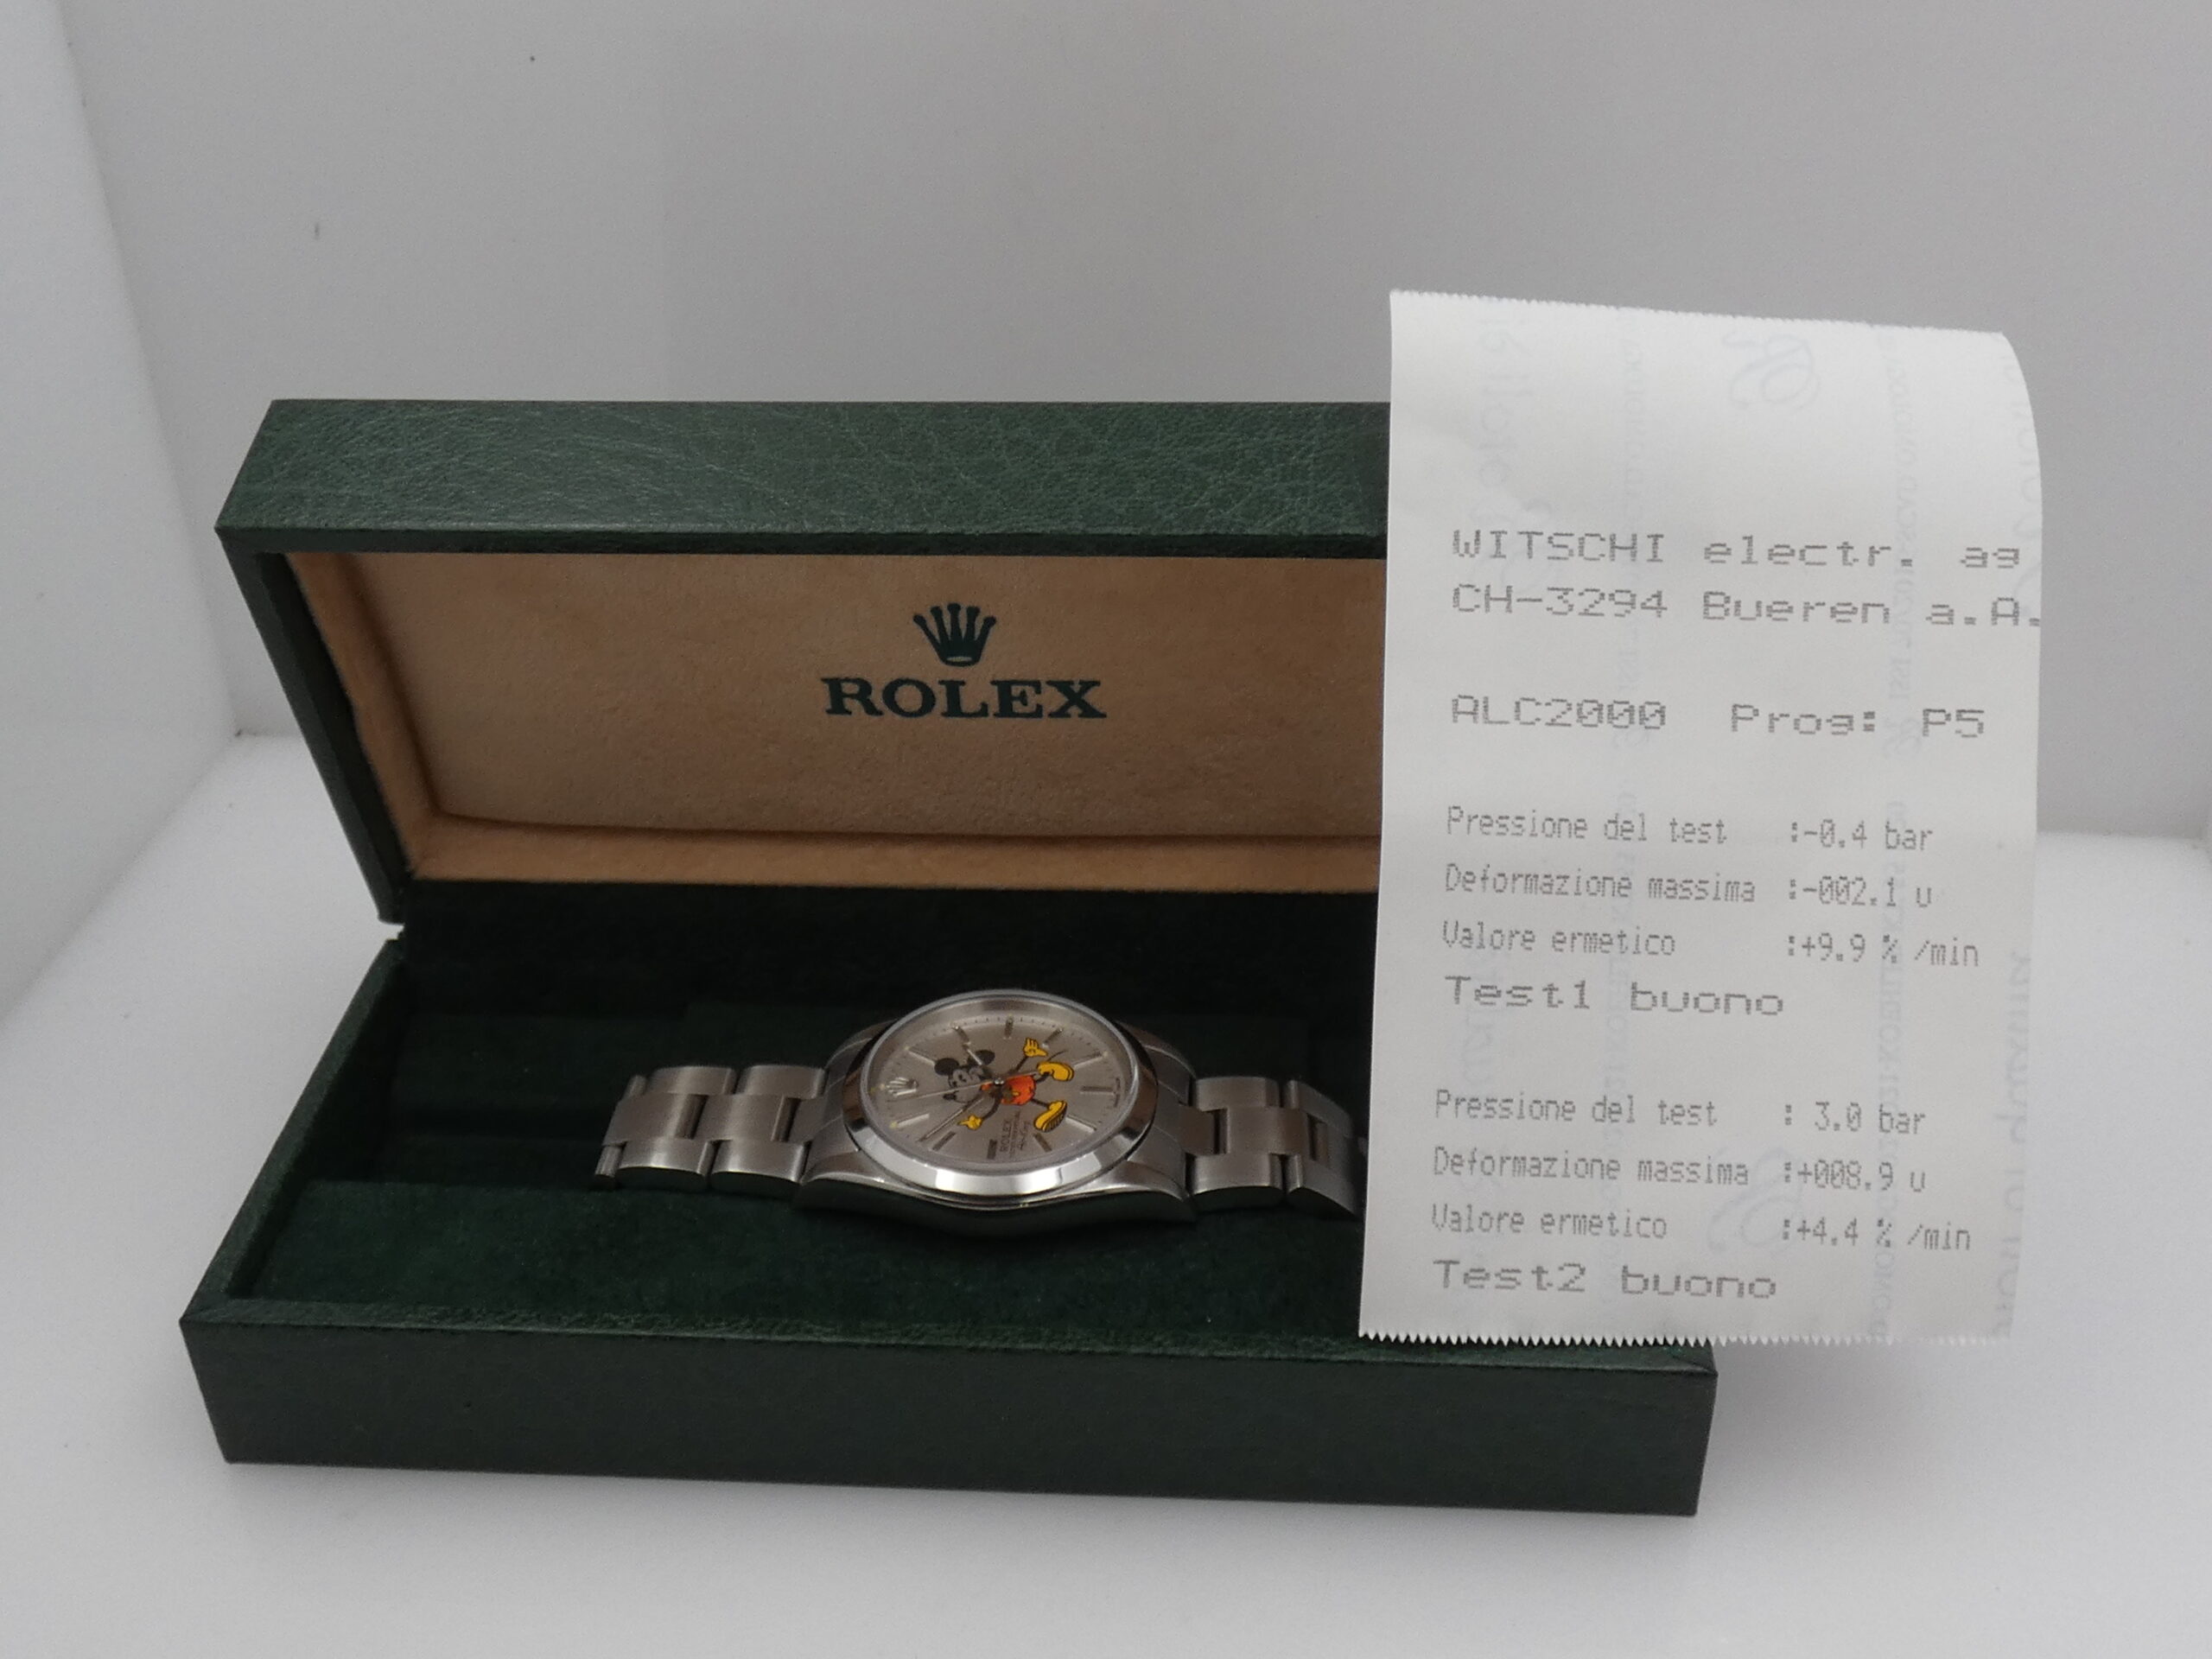 ROLEX
ROLEX
WITSCHI electr. ag
CH-3294 Bueren a.A.
ALC2000 Prog: P5
Pressione del test :-0.4 bar
Deformazione massima :-002.1 u
Valore ermetico :+9.9 % /min
Test1 buono
Pressione del test : 3.0 bar
Deformazione massima :+008.9 u
Valore ermetico :+4.4 % /min
Test2 buono